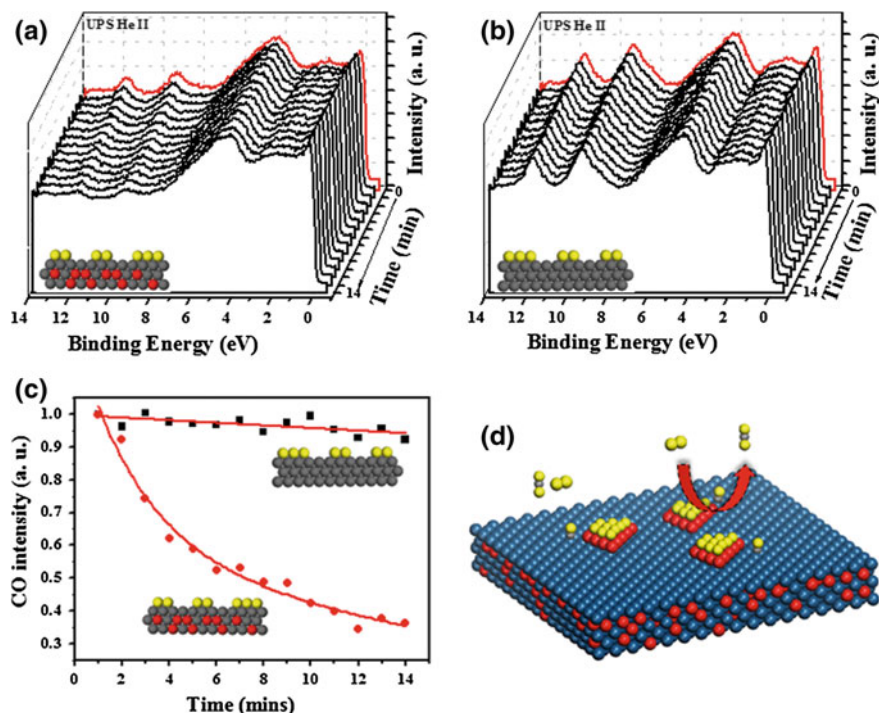 (a)
UPS He II
Intensity (a. u.)
0
Time (min)
14
14 12 10 8 6 4 2 0
Binding Energy (eV)
(b)
UPS He II
Intensity (a. u.)
0
Time (min)
14
14 12 10 8 6 4 2 0
Binding Energy (eV)
(c)
CO intensity (a. u.)
1.0
0.9
0.8
0.7
0.6
0.5
0.4
0.3
2 4 6 8 10 12 14
Time (mins)
(d)